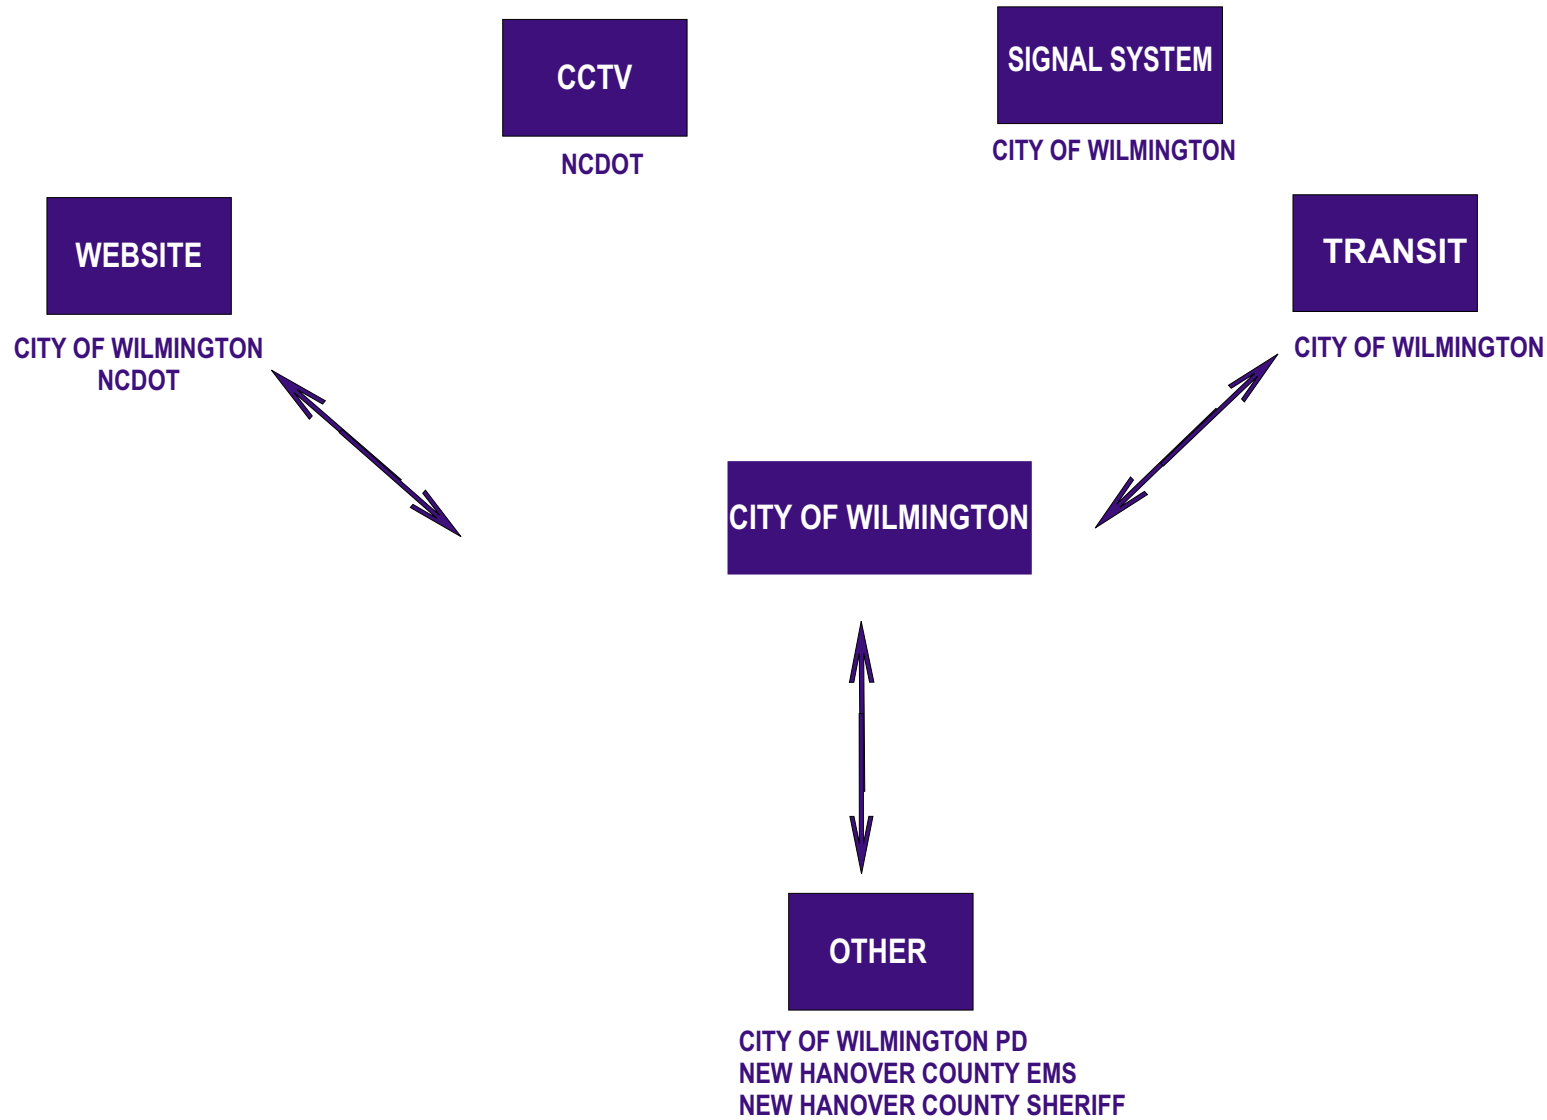 CCTV
NCDOT
SIGNAL SYSTEM
CITY OF WILMINGTON
WEBSITE
CITY OF WILMINGTON
NCDOT
TRANSIT
CITY OF WILMINGTON
CITY OF WILMINGTON
OTHER
CITY OF WILMINGTON PD
NEW HANOVER COUNTY EMS
NEW HANOVER COUNTY SHERIFF